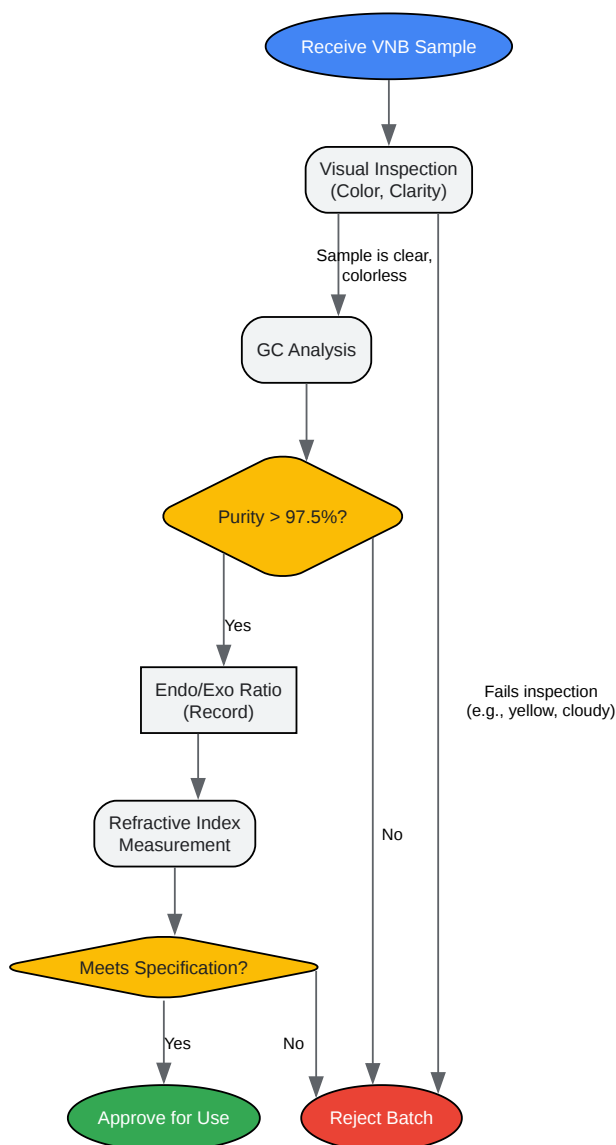 Receive VNB Sample
Visual Inspection
(Color, Clarity)
Sample is clear,
colorless
GC Analysis
Purity > 97.5%?
Yes
Endo/Exo Ratio
(Record)
Fails inspection
(e.g., yellow, cloudy)
Refractive Index
Measurement
No
Meets Specification?
Yes
No
Approve for Use
Reject Batch